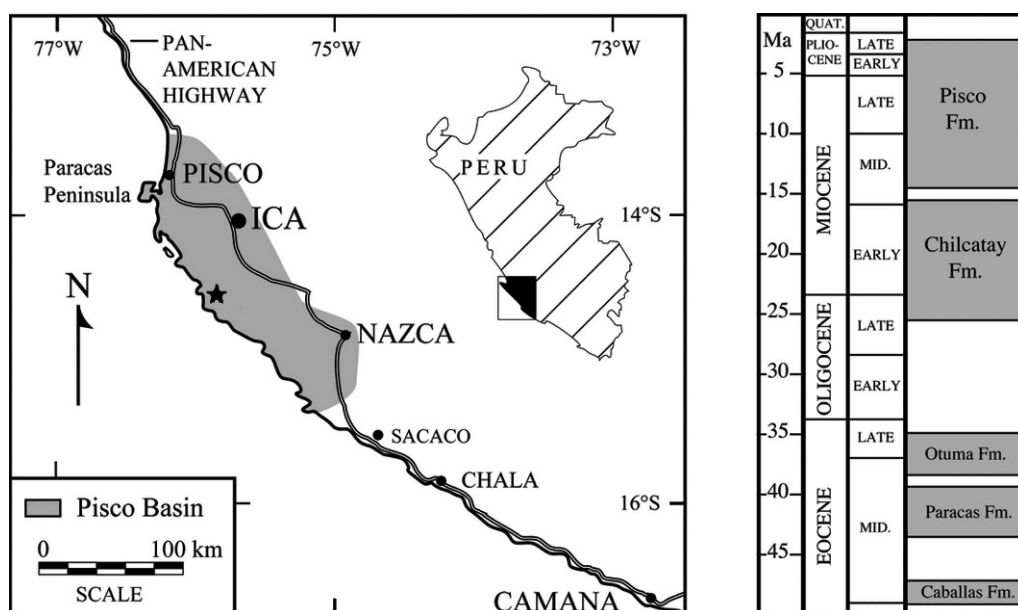 77°W
75°W
73°W
PAN-
AMERICAN
HIGHWAY
Paracas
Peninsula
PISCO
ICA
PERU
14°S
N
NAZCA
SACACO
CHALA
16°S
CAMANA
Pisco Basin
0 100 km
SCALE
Ma
QUAT.
PLIO-
CENE
LATE
EARLY
5
LATE
Pisco
Fm.
10
MIOCENE
MID.
15
20
EARLY
Chilcatay
Fm.
25
OLIGOCENE
LATE
30
EARLY
35
EOCENE
LATE
Otuma Fm.
40
MID.
Paracas Fm.
45
Caballas Fm.